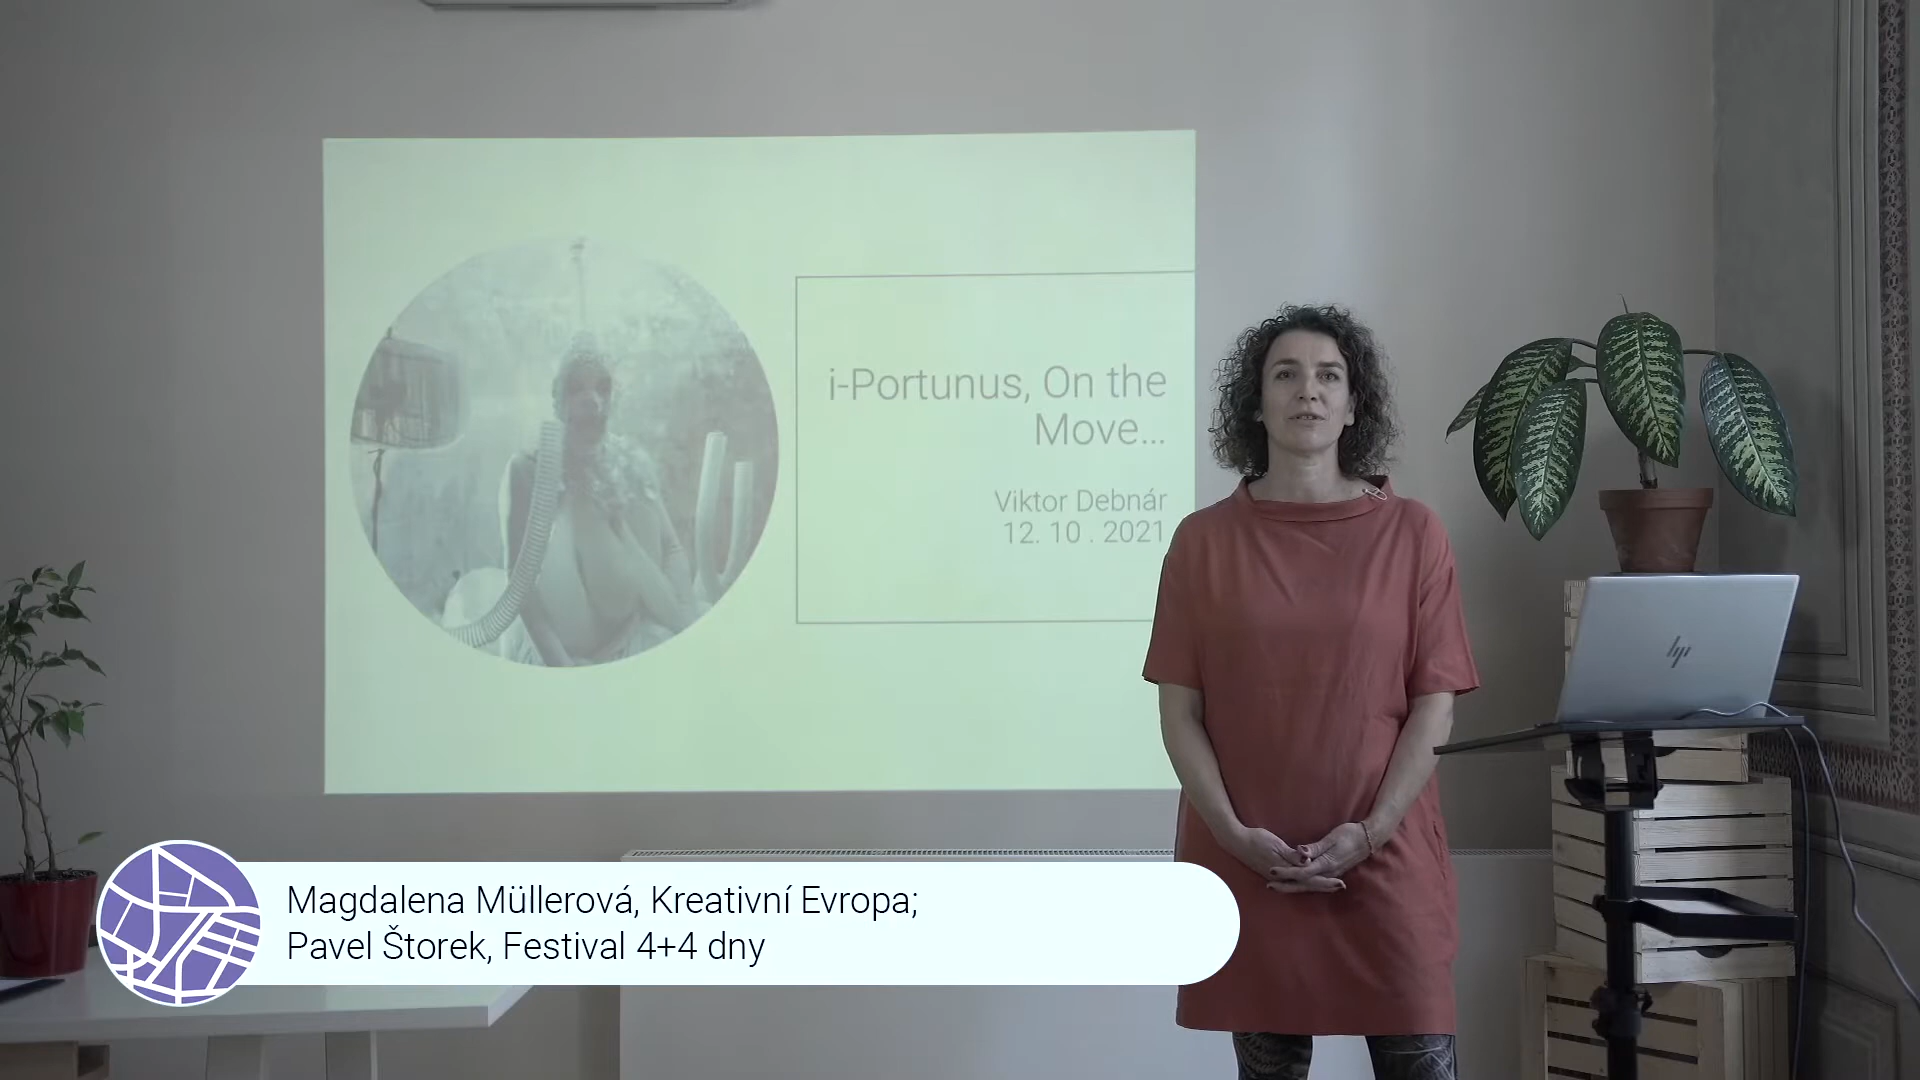 i-Portunus, On the
Move...
Viktor Debnár
12. 10 . 2021
hp
Magdalena Müllerová, Kreativní Evropa;
Pavel Štorek, Festival 4+4 dny